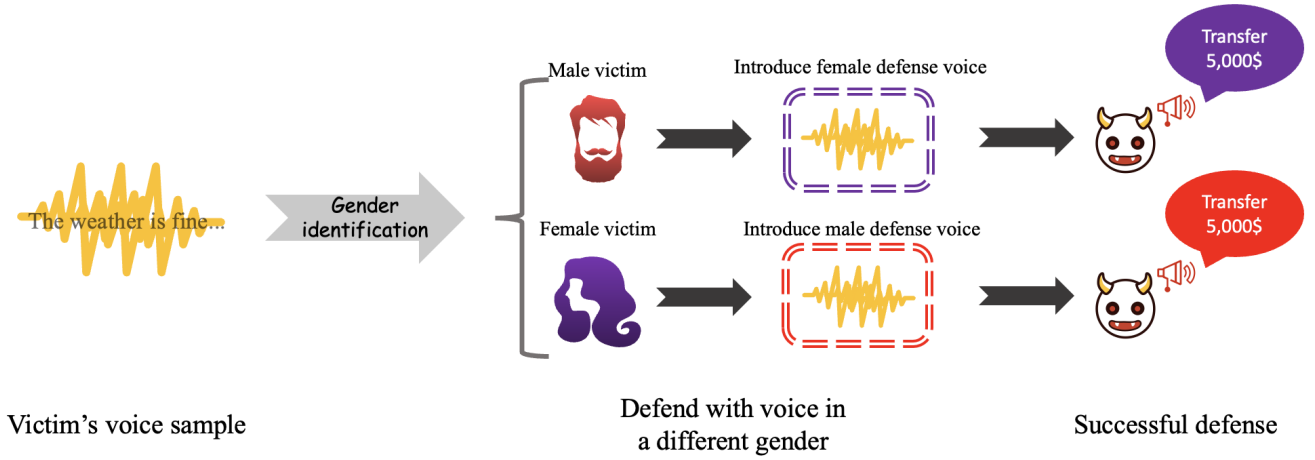 The weather is fine...
Gender
identification
Male victim
Introduce female defense voice
Transfer
5,000$
Female victim
Introduce male defense voice
Transfer
5,000$
Victim’s voice sample
Defend with voice in
a different gender
Successful defense